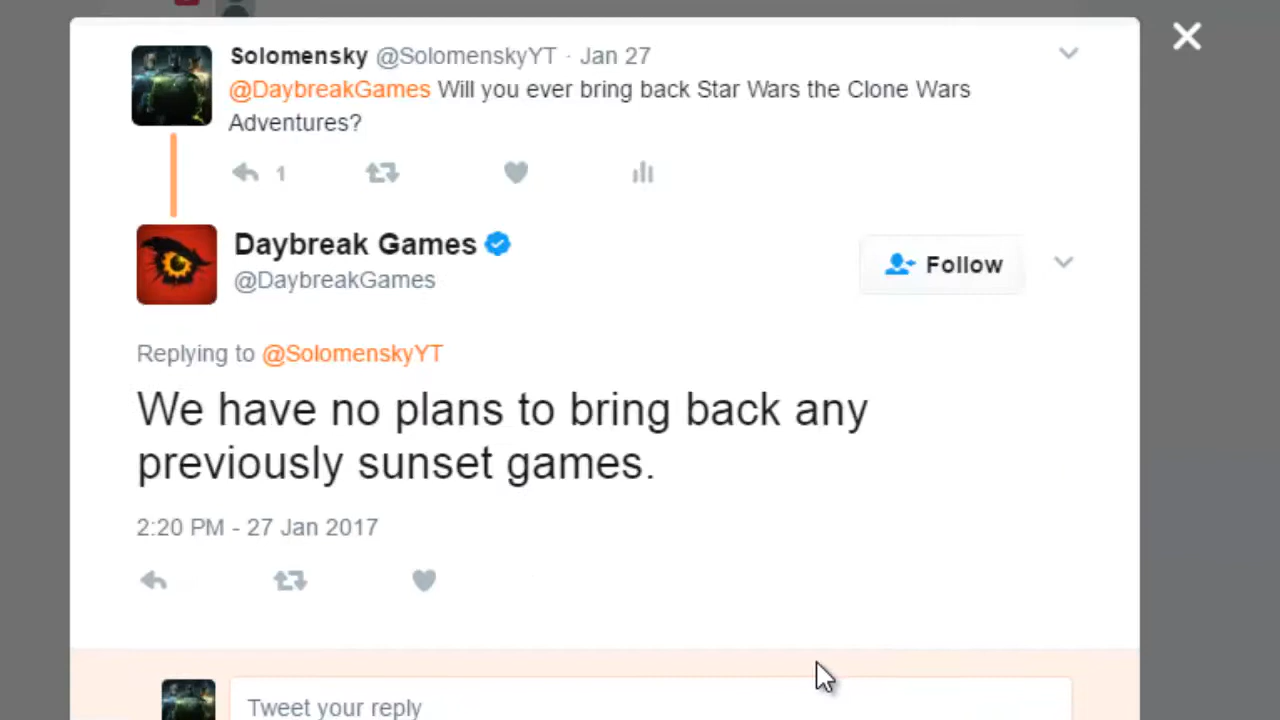 Solomensky @SolomenskyYT · Jan 27
@DaybreakGames Will you ever bring back Star Wars the Clone Wars
Adventures?
1
Daybreak Games
@DaybreakGames
Follow
Replying to @SolomenskyYT
We have no plans to bring back any
previously sunset games.
2:20 PM - 27 Jan 2017
Tweet your reply